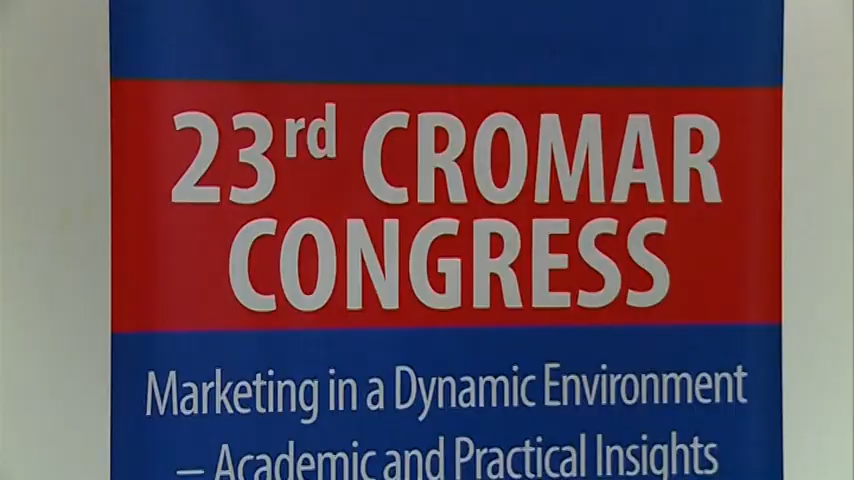 23rd CROMAR
CONGRESS
Marketing in a Dynamic Environment
– Academic and Practical Insights